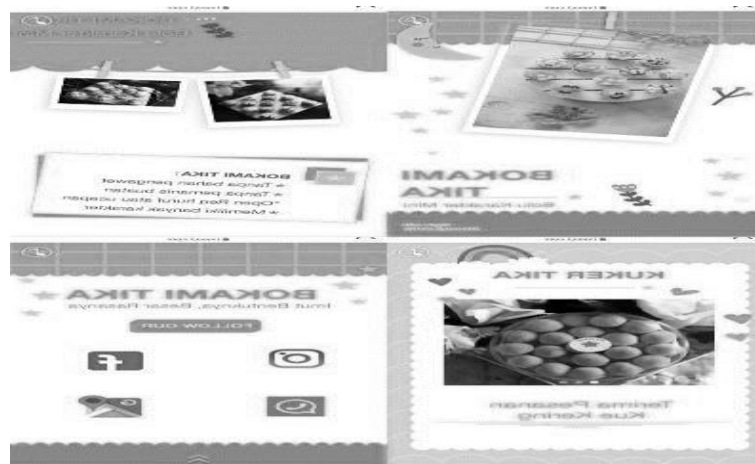 BOKAMI TIKA:
★ Tanpa bahan pengawet
★ Tanpa pemanis buatan
*Open Req huruf atau ucapan
★ Memiliki banyak karakter
BOKAMI
TIKA
Bolu Karakter Mini
BOKAMI TIKA
Imut Bentuknya, Besar Rasanya
FOLLOW OUR
KUKER TIKA
Terima Pesanan
Kue Kering